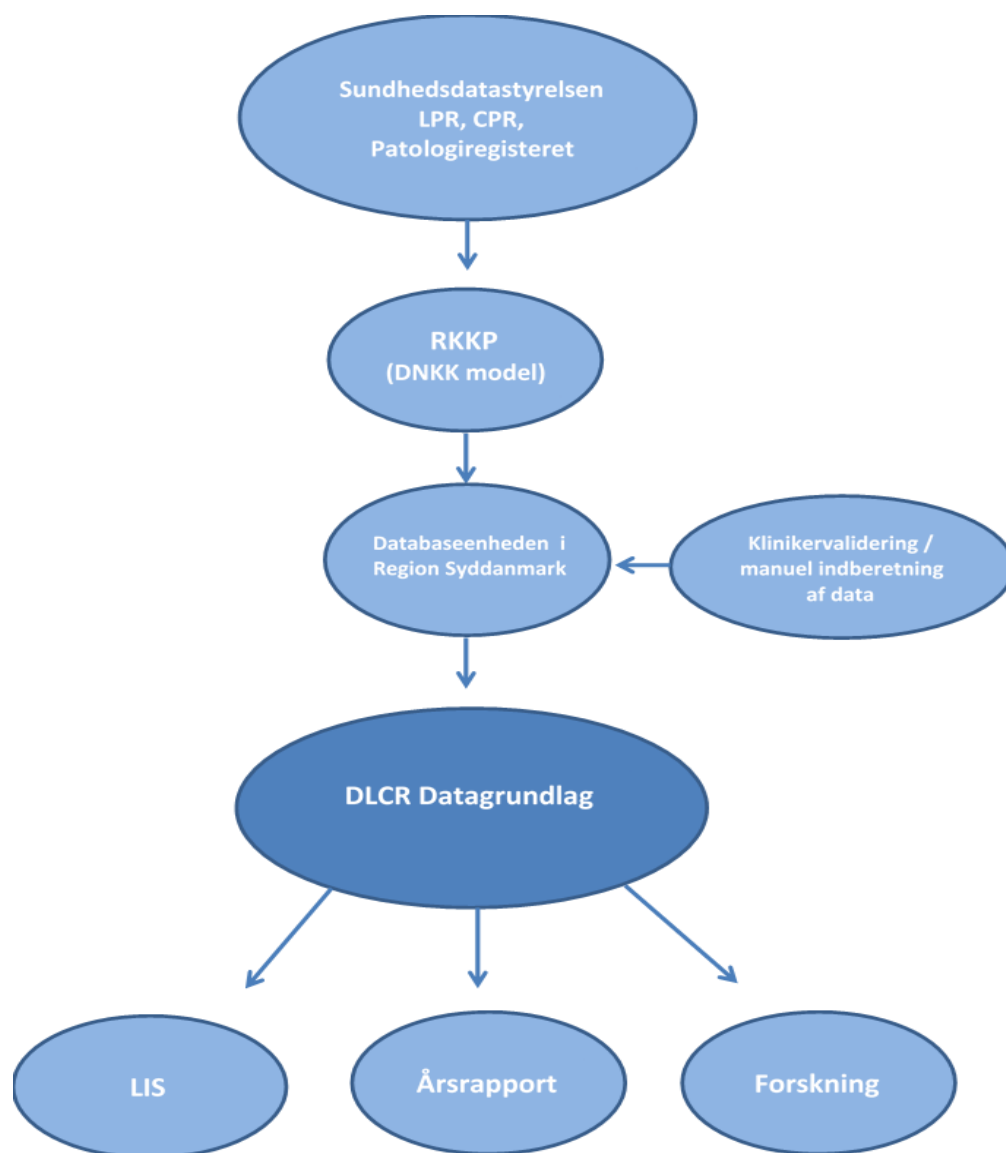 Sundhedsdatastyrelsen
LPR, CPR,
Patologiregisteret
RKKP
(DNKK model)
Databaseenheden i
Region Syddanmark
Klinikervalidering /
manuel indberetning
af data
DLCR Datagrundlag
LIS
Årsrapport
Forskning